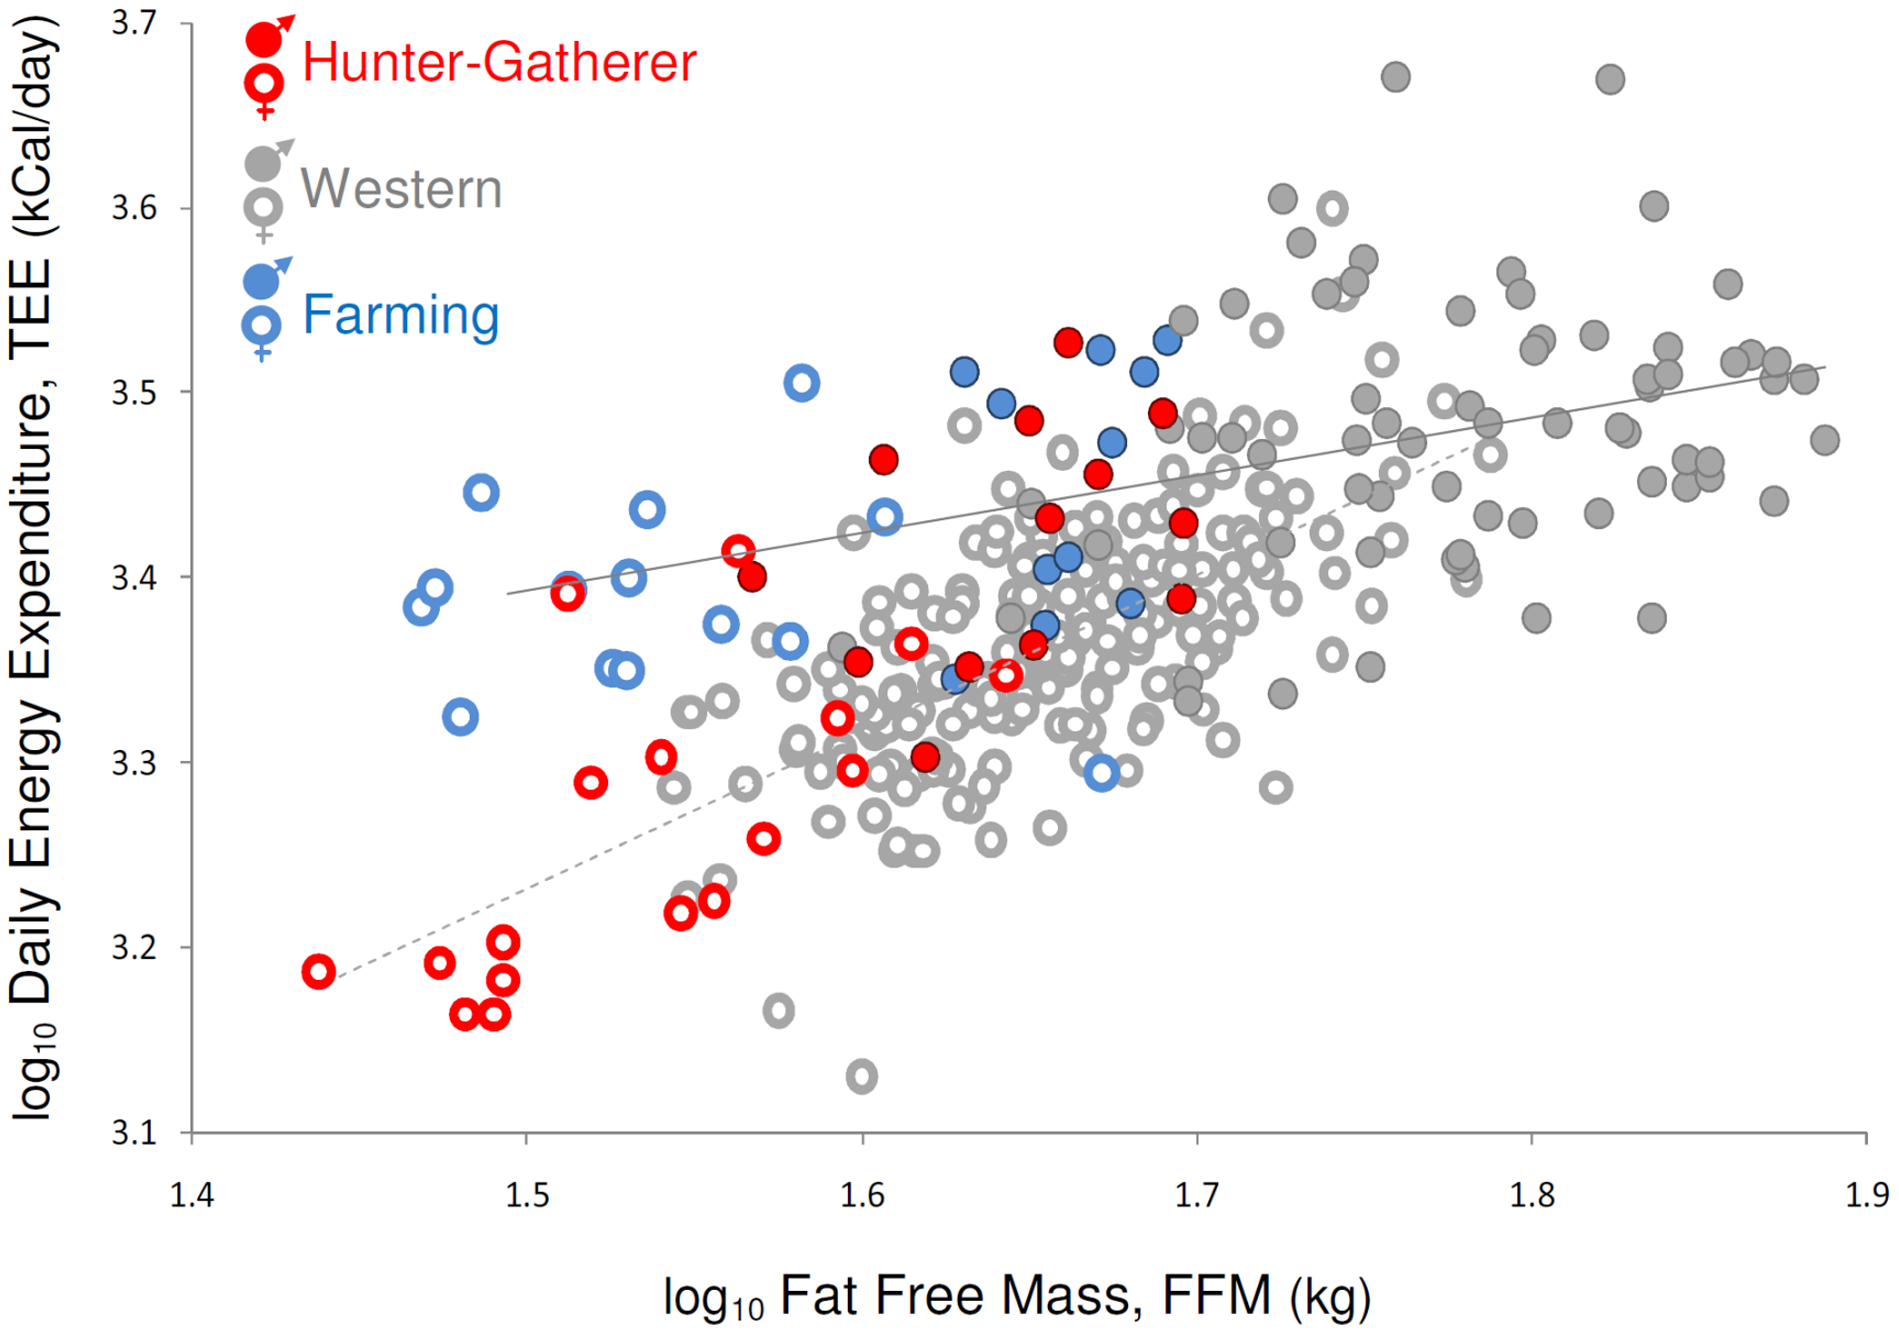 log10 Daily Energy Expenditure, TEE (kCal/day)
3.7
3.6
3.5
3.4
3.3
3.2
3.1
Hunter-Gatherer
Western
Farming
1.4 1.5 1.6 1.7 1.8 1.9
log10 Fat Free Mass, FFM (kg)